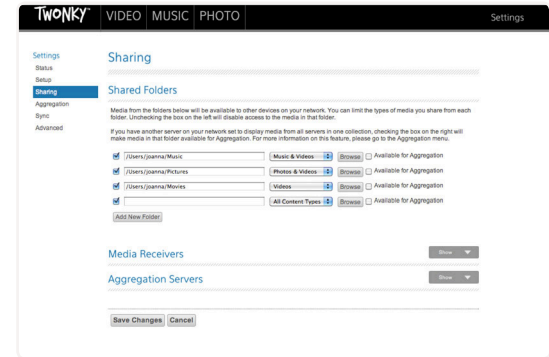 TWONKY™ VIDEO MUSIC PHOTO Settings
Settings
Status
Setup
Sharing
Aggregation
Sync
Advanced
Sharing
Shared Folders
Media from the folders below will be available to other devices on your network. You can limit the types of media you share from each
folder. Unchecking the box on the left will disable access to the media in that folder.
If you have another server on your network set to display media from all servers in one collection, checking the box on the right will
make media in that folder available for Aggregation. For more information on this feature, please go to the Aggregation menu.
/Users/joanna/Music Music & Videos Browse Available for Aggregation
/Users/joanna/Pictures Photos & Videos Browse Available for Aggregation
/Users/joanna/Movies Videos Browse Available for Aggregation
All Content Types Browse Available for Aggregation
Add New Folder
Media Receivers Show
Aggregation Servers Show
Save Changes Cancel